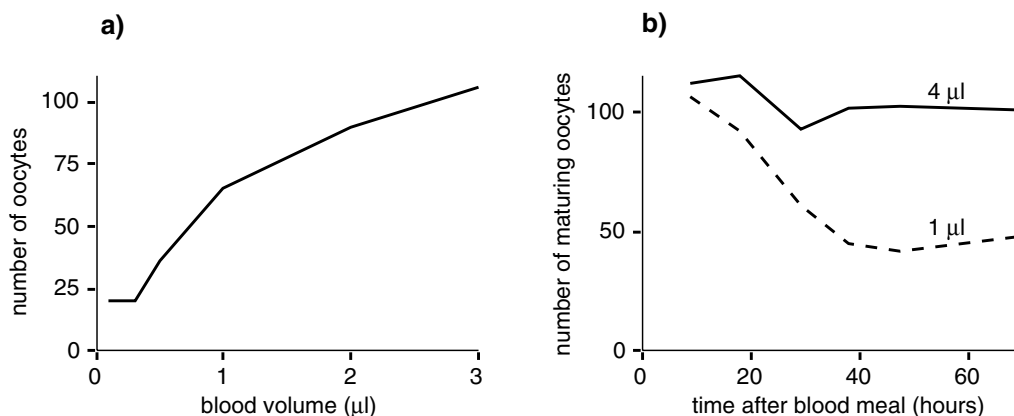 a)
number of oocytes
100
75
50
25
0
0 1 2 3
blood volume (µl)
b)
number of maturing oocytes
100
50
0
4 µl
1 µl
0 20 40 60
time after blood meal (hours)